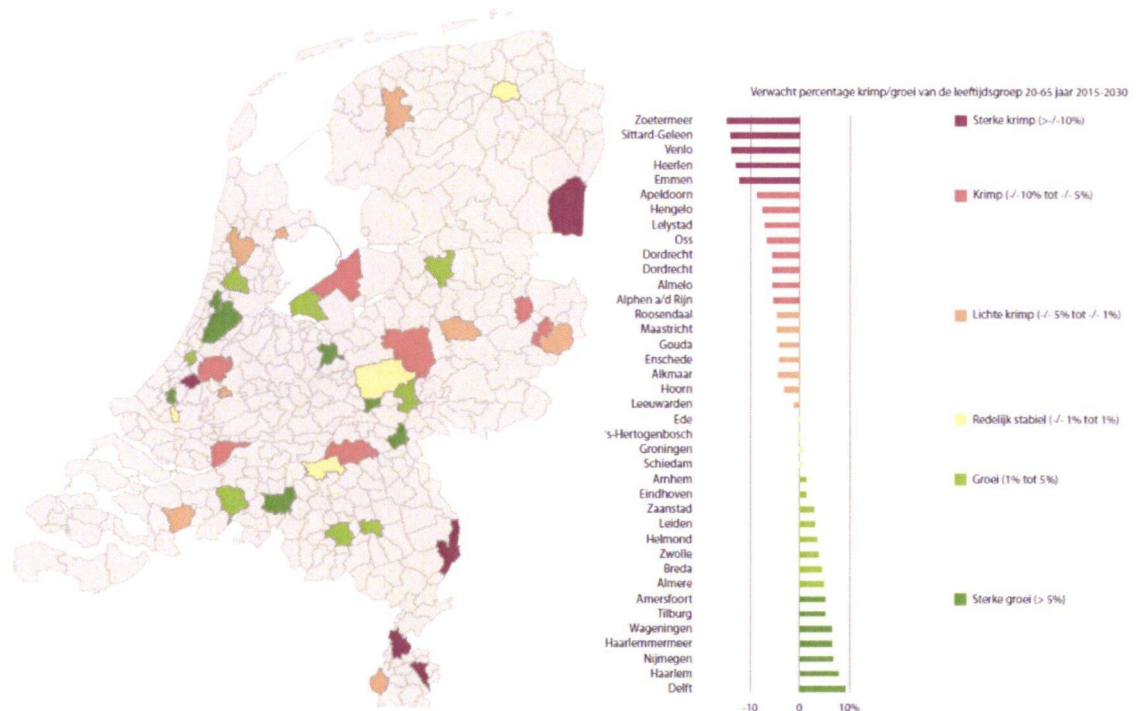 Verwacht percentage krimp/groei van de leeftijdsgroep 20-65 jaar 2015-2030
Zoetermeer
Sittard-Geleen
Venlo
Heerlen
Emmen
Apeldoorn
Hengelo
Lelystad
Oss
Dordrecht
Dordrecht
Almelo
Alphen a/d Rijn
Roosendaal
Maastricht
Gouda
Enschede
Alkmaar
Hoorn
Leeuwarden
Ede
's-Hertogenbosch
Groningen
Schiedam
Arnhem
Eindhoven
Zaanstad
Leiden
Helmond
Zwolle
Breda
Almere
Amersfoort
Tilburg
Wageningen
Haarlemmermeer
Nijmegen
Haarlem
Delft
-10 0 10%
Sterke krimp (>-/-10%)
Krimp (-/-10% tot -/- 5%)
Lichte krimp (-/- 5% tot -/- 1%)
Redelijk stabiel (-/- 1% tot 1%)
Groei (1% tot 5%)
Sterke groei (> 5%)